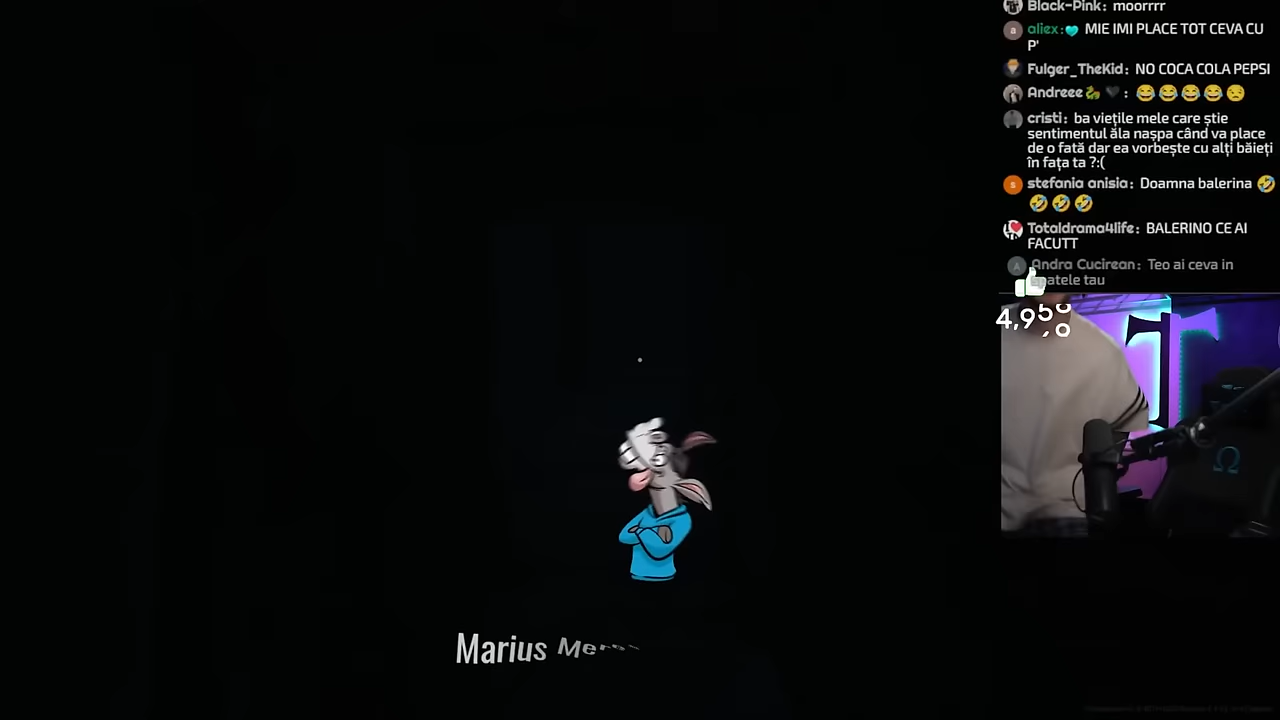 Black-Pink: moorrrr
aliex: MIE IMI PLACE TOT CEVA CU
P'
Fulger_TheKid: NO COCA COLA PEPSI
Andreee :
cristi: ba viețile mele care știe
sentimentul ăla nașpa când va place
de o fată dar ea vorbește cu alți băieți
în fața ta ?:(
stefania anisia: Doamna balerina
Totaldrama4life: BALERINO CE AI
FACUTT
Andra Cucirean: Teo ai ceva in
spatele tau
Marius